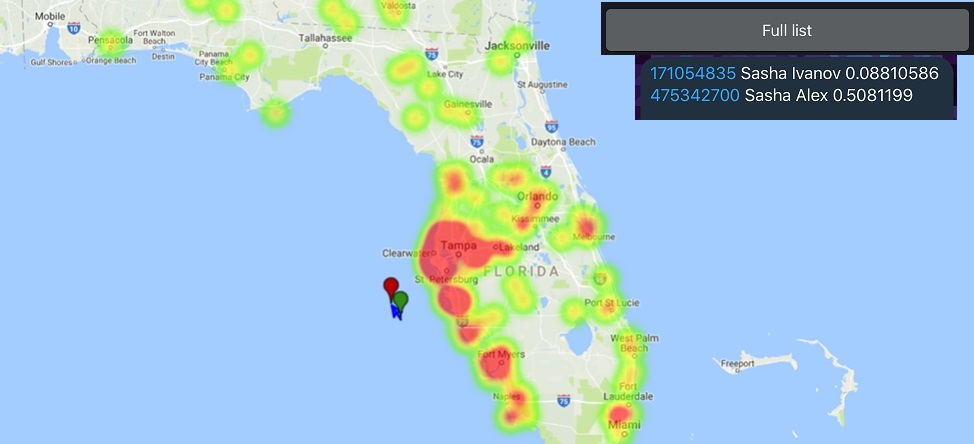 Full list
171054835 Sasha Ivanov 0.08810586
475342700 Sasha Alex 0.5081199
Mobile
10
Pensacola
Fort Walton
Beach
Gulf Shores
Orange Beach
Destin
Panama
City Beach
Panama City
Tallahassee
Valdosta
75
Lake City
Jacksonville
St Augustine
Gainesville
75
95
Ocala
Daytona Beach
4
Orlando
Kissimmee
Melbourne
Tampa
Lakeland
Clearwater
St. Petersburg
FLORIDA
Port St Lucie
75
West Palm
Beach
Fort Myers
Freeport
Naples
75
Fort
Lauderdale
Miami